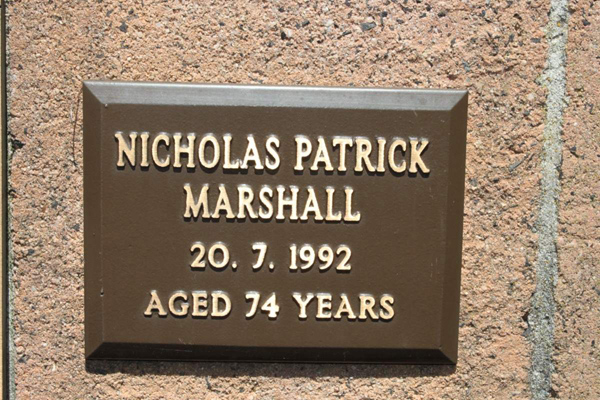 NICHOLAS PATRICK
MARSHALL
20. 7. 1992
AGED 74 YEARS